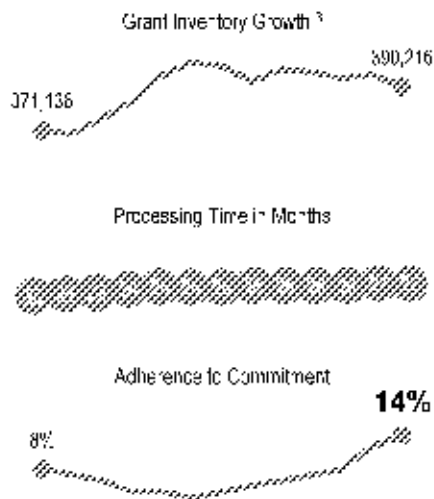 Grant Inventory Growth
371,136
390,216
Processing Time in Months
Adherence to Commitment
14%
8%